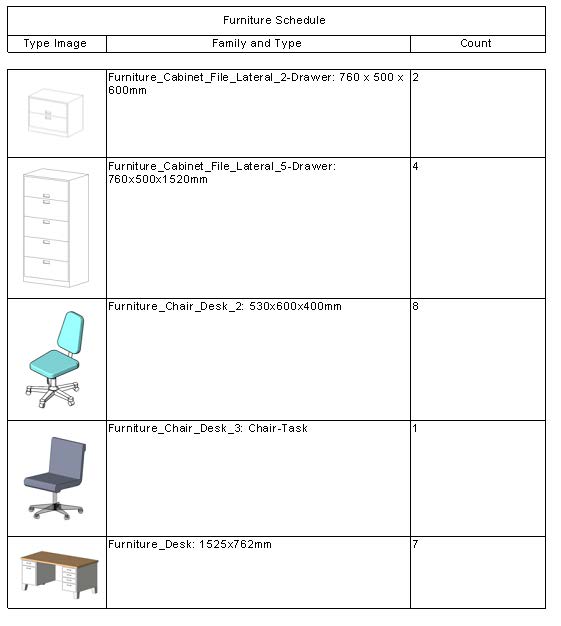 Furniture Schedule
Type Image Family and Type Count
Furniture_Cabinet_File_Lateral_2-Drawer: 760 x 500 x 2
600mm
Furniture_Cabinet_File_Lateral_5-Drawer: 4
760x500x1520mm
Furniture_Chair_Desk_2: 530x600x400mm 8
Furniture_Chair_Desk_3: Chair-Task 1
Furniture_Desk: 1525x762mm 7